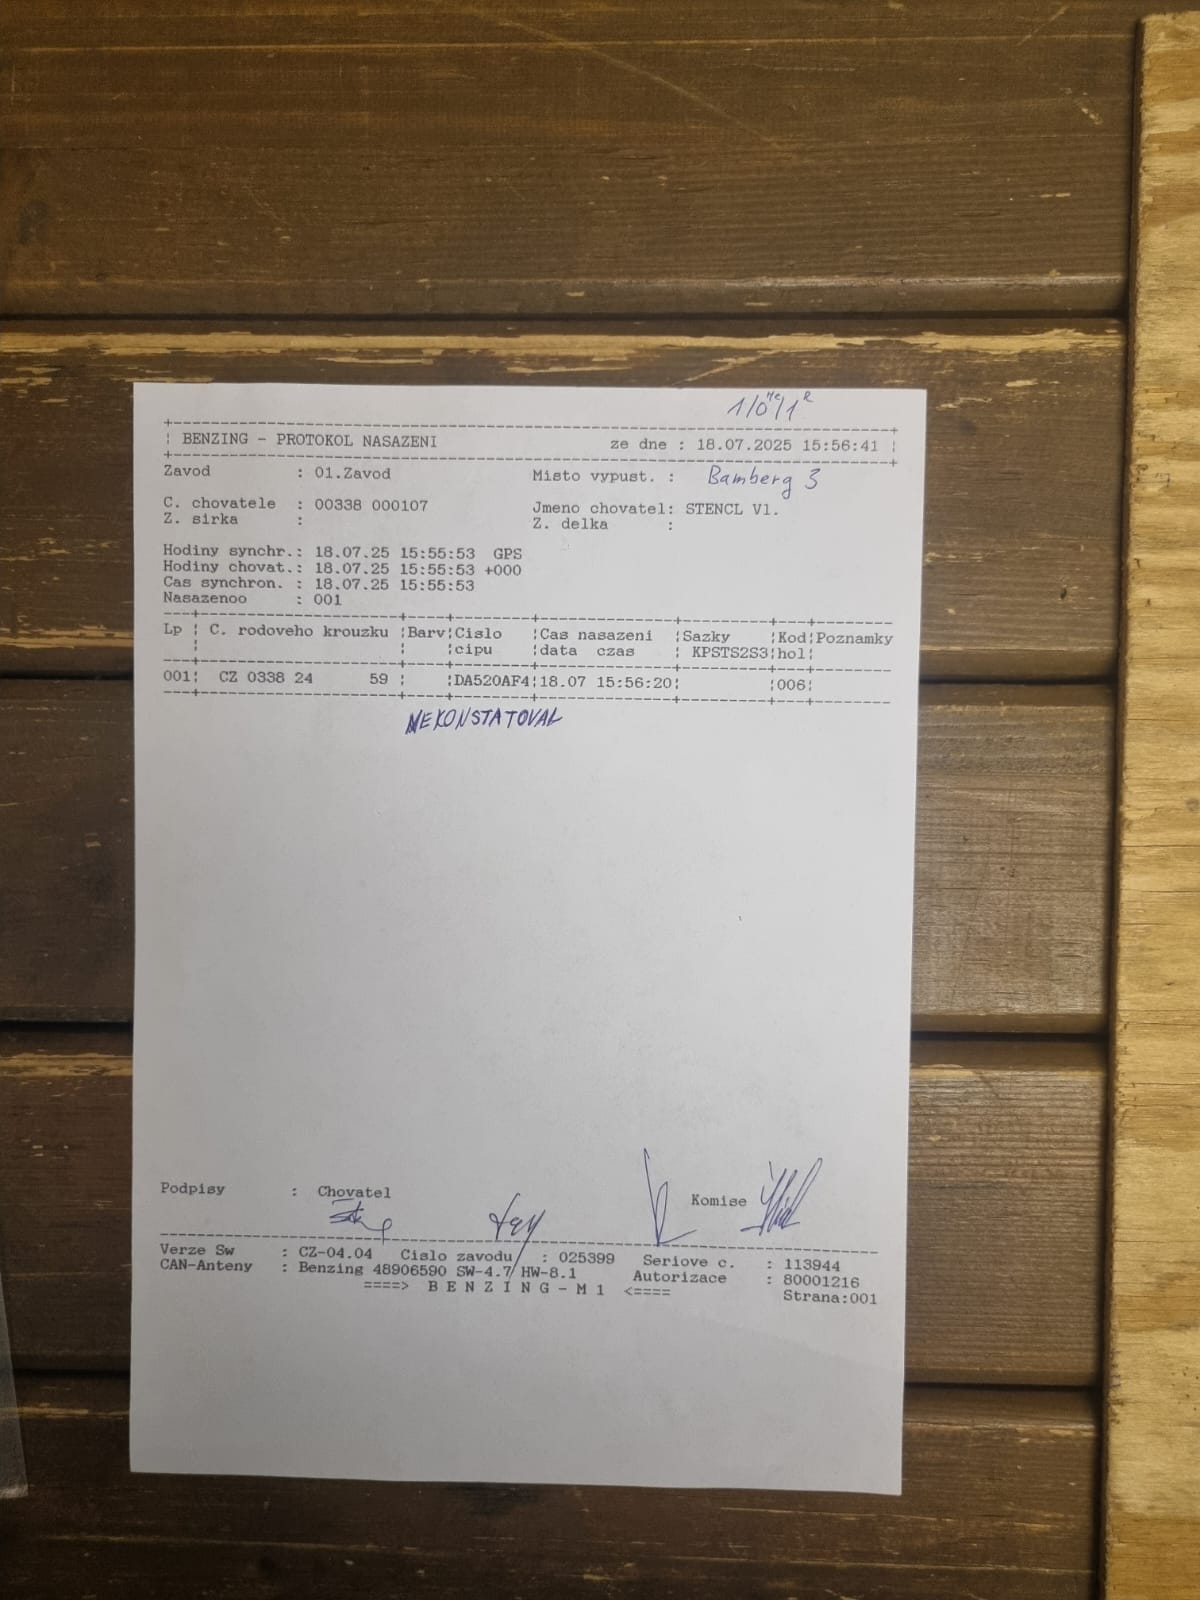 1/0/1
BENZING - PROTOKOL NASAZENI ze dne : 18.07.2025 15:56:41
Zavod : 01.Zavod Misto vypust. : Bamberg 3
C. chovatele : 00338 000107 Jmeno chovatel: STENCL Vl.
Z. sirka : Z. delka :
Hodiny synchr.: 18.07.25 15:55:53 GPS
Hodiny chovat.: 18.07.25 15:55:53 +000
Cas synchron. : 18.07.25 15:55:53
Nasazenoo : 001
Lp ¦ C. rodoveho krouzku ¦Barv¦Cislo ¦Cas nasazeni ¦Sazky ¦Kod¦Poznamky
¦ ¦ ¦cipu ¦data czas ¦ KPSTS2S3¦hol¦
001¦ CZ 0338 24 59 ¦ ¦DA520AF4¦18.07 15:56:20¦ ¦006¦
NEKONSTATOVAL
Podpisy : Chovatel Komise
Verze Sw : CZ-04.04 Cislo zavodu : 025399 Seriove c. : 113944
CAN-Anteny : Benzing 48906590 SW-4.7/HW-8.1 Autorizace : 80001216
====> B E N Z I N G - M 1 <==== Strana:001